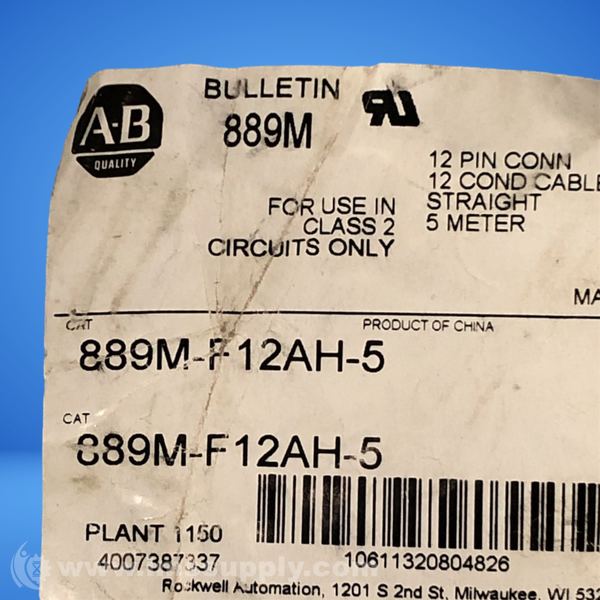 A·B
QUALITY
BULLETIN
889M
FOR USE IN
CLASS 2
CIRCUITS ONLY
12 PIN CONN
12 COND CABLE
STRAIGHT
5 METER
CAT
PRODUCT OF CHINA
889M-F12AH-5
CAT
889M-F12AH-5
PLANT 1150
4007387337
10611320804826
Rockwell Automation, 1201 S 2nd St, Milwaukee, WI